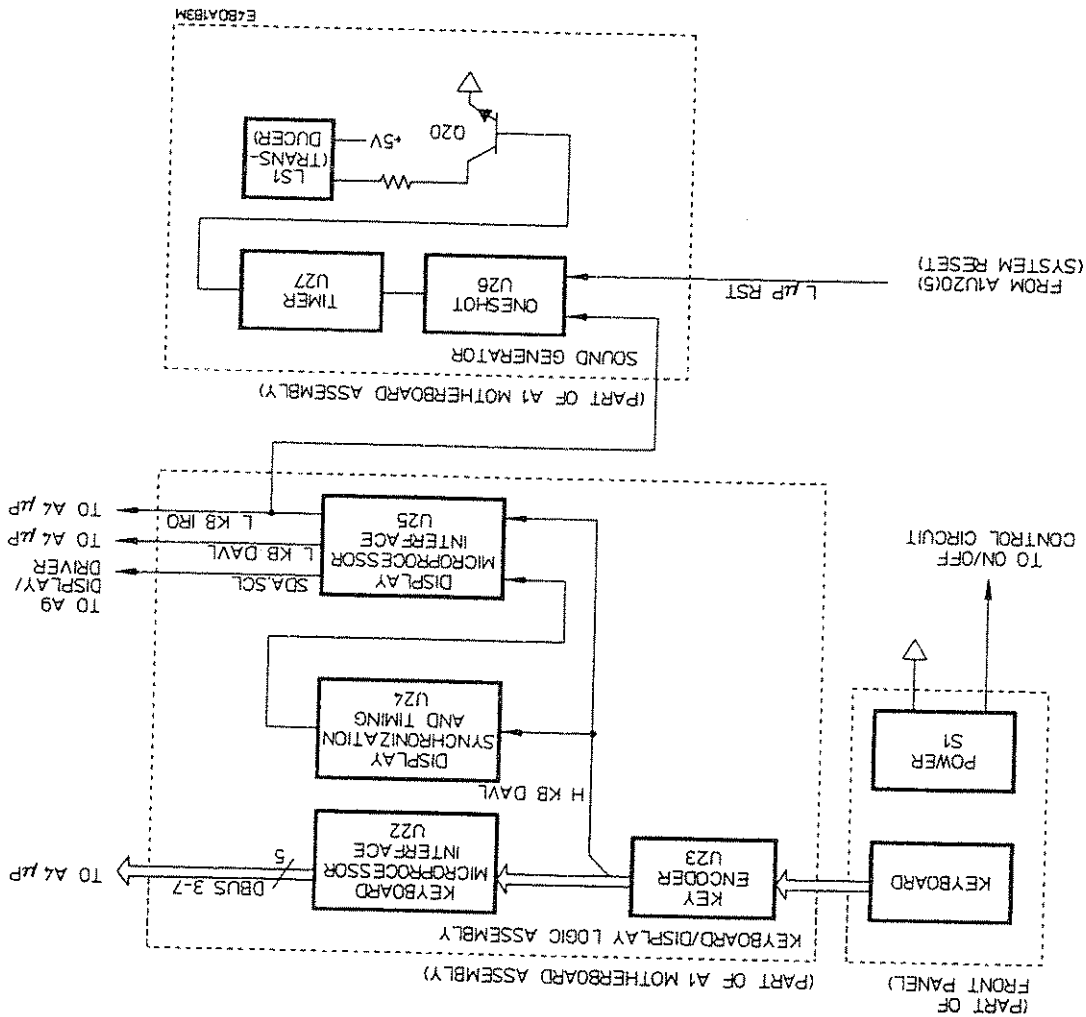 (PART OF
FRONT PANEL)
KEYBOARD
POWER
S1
TO ON/OFF
CONTROL CIRCUIT
(PART OF A1 MOTHERBOARD ASSEMBLY)
KEYBOARD/DISPLAY LOGIC ASSEMBLY
KEY
ENCODER
U23
KEYBOARD
MICROPROCESSOR
INTERFACE
U22
5
DBUS 3-7
TO A4 μP
H KB DAVL
DISPLAY
SYNCHRONIZATION
AND TIMING
U24
DISPLAY
MICROPROCESSOR
INTERFACE
U25
SDA,SCL
TO A9
DISPLAY/
DRIVER
L KB DAVL
TO A4 μP
L KB IRQ
TO A4 μP
(PART OF A1 MOTHERBOARD ASSEMBLY)
SOUND GENERATOR
FROM A1U20(5)
(SYSTEM RESET)
L μP RST
ONESHOT
U26
TIMER
U27
Q20
LS1
(TRANS-
DUCER)
+5V
E4B0A1B3M